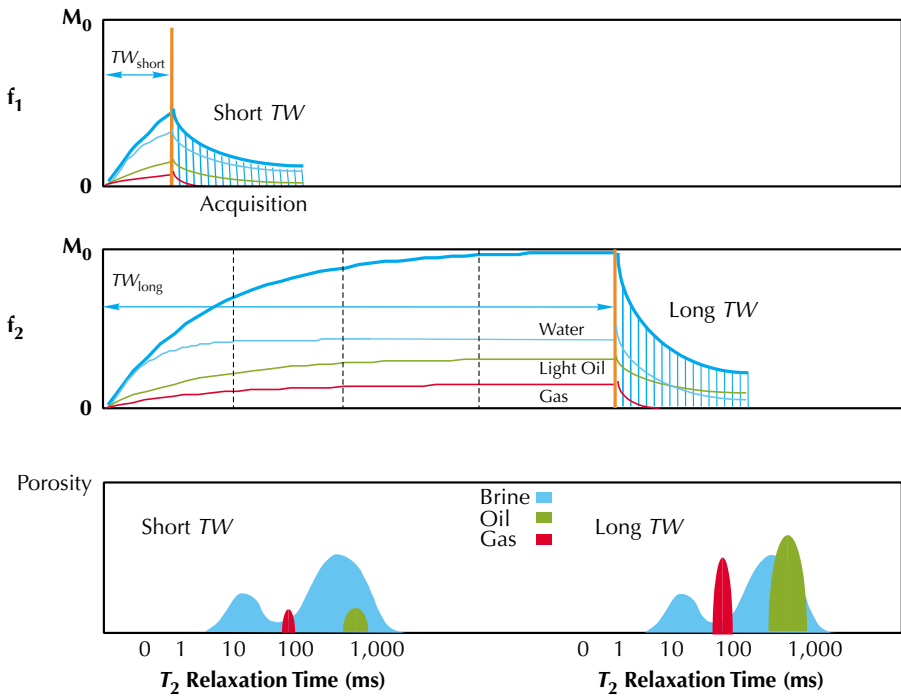 M0
TWshort
f1
Short TW
0
Acquisition
M0
TWlong
f2
Long TW
Water
Light Oil
Gas
0
Porosity
Brine
Short TW
Oil
Long TW
Gas
0 1 10 100 1,000
0 1 10 100 1,000
T2 Relaxation Time (ms)
T2 Relaxation Time (ms)